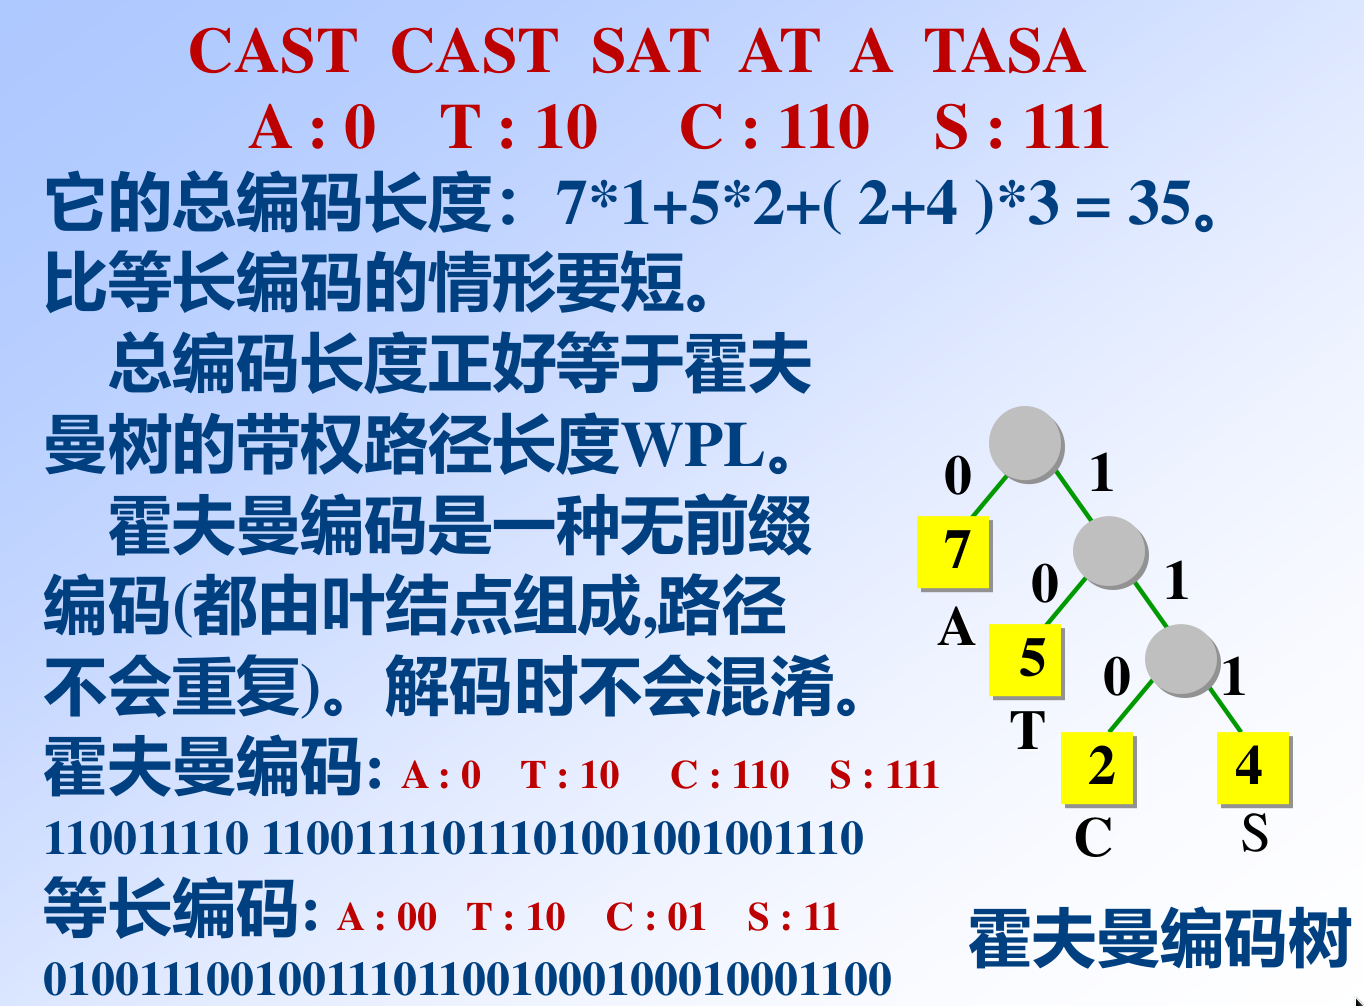 CAST CAST SAT AT A TASA
A : 0 T : 10 C : 110 S : 111
它的总编码长度：7*1+5*2+( 2+4 )*3 = 35。
比等长编码的情形要短。
总编码长度正好等于霍夫
曼树的带权路径长度WPL。
霍夫曼编码是一种无前缀
编码(都由叶结点组成,路径
不会重复)。解码时不会混淆。
霍夫曼编码: A : 0 T : 10 C : 110 S : 111
110011110 11001111011101001001001110
等长编码: A : 00 T : 10 C : 01 S : 11
010011100100111011001000100010001100
0 1
7
0 1
A
5
0 1
T
2 4
C S
霍夫曼编码树